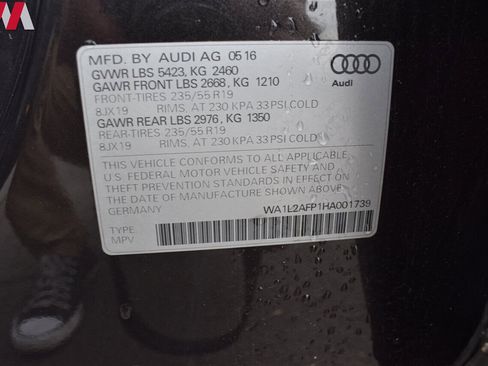 M
MFD. BY AUDI AG 05 16
GVWR LBS 5423, KG 2460
GAWR FRONT LBS 2668, KG 1210
FRONT-TIRES 235/55 R19
8JX19 RIMS, AT 230 KPA 33 PSI COLD
GAWR REAR LBS 2976, KG 1350
REAR-TIRES 235/55 R19
8JX19 RIMS, AT 230 KPA 33 PSI COLD
Audi
THIS VEHICLE CONFORMS TO ALL APPLICABLE
U.S. FEDERAL MOTOR VEHICLE SAFETY AND
THEFT PREVENTION STANDARDS IN EFFECT ON
THE DATE OF MANUFACTURE SHOWN ABOVE
GERMANY
WA1L2AFP1HA001739
TYPE:
MPV